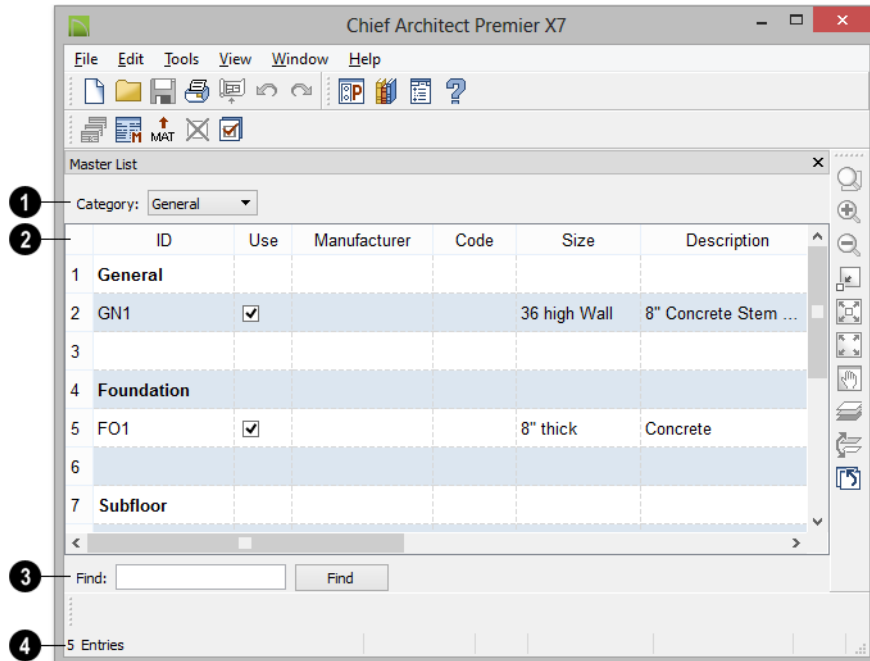 Chief Architect Premier X7
File Edit Tools View Window Help
P
M MAT
Master List
1 Category: General
2 ID Use Manufacturer Code Size Description
1 General
2 GN1 36 high Wall 8" Concrete Stem ...
3
4 Foundation
5 FO1 8" thick Concrete
6
7 Subfloor
3 Find: Find
4 5 Entries